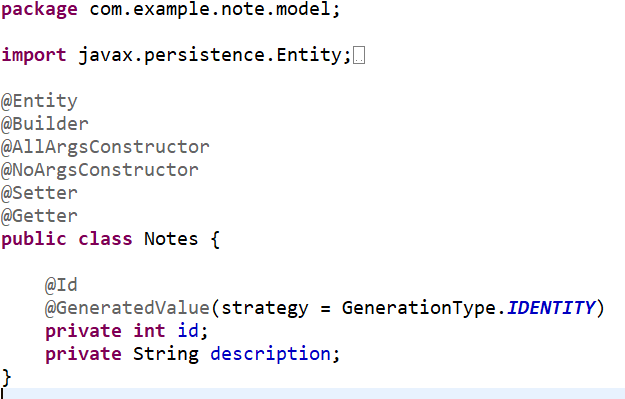 package com.example.note.model;
import javax.persistence.Entity;
@Entity
@Builder
@AllArgsConstructor
@NoArgsConstructor
@Setter
@Getter
public class Notes {
@Id
@GeneratedValue(strategy = GenerationType.IDENTITY)
private int id;
private String description;
}